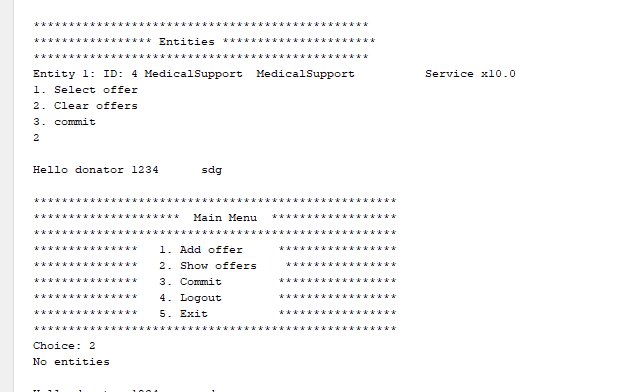 ************************************************
***************** Entities **********************
************************************************
Entity 1: ID: 4 MedicalSupport  MedicalSupport          Service x10.0
1. Select offer
2. Clear offers
3. commit
2
Hello donator 1234      sdg
****************************************************
*********************  Main Menu  ******************
****************************************************
***************   1. Add offer     *****************
***************   2. Show offers    ****************
***************   3. Commit        *****************
***************   4. Logout        *****************
***************   5. Exit          *****************
****************************************************
Choice: 2
No entities